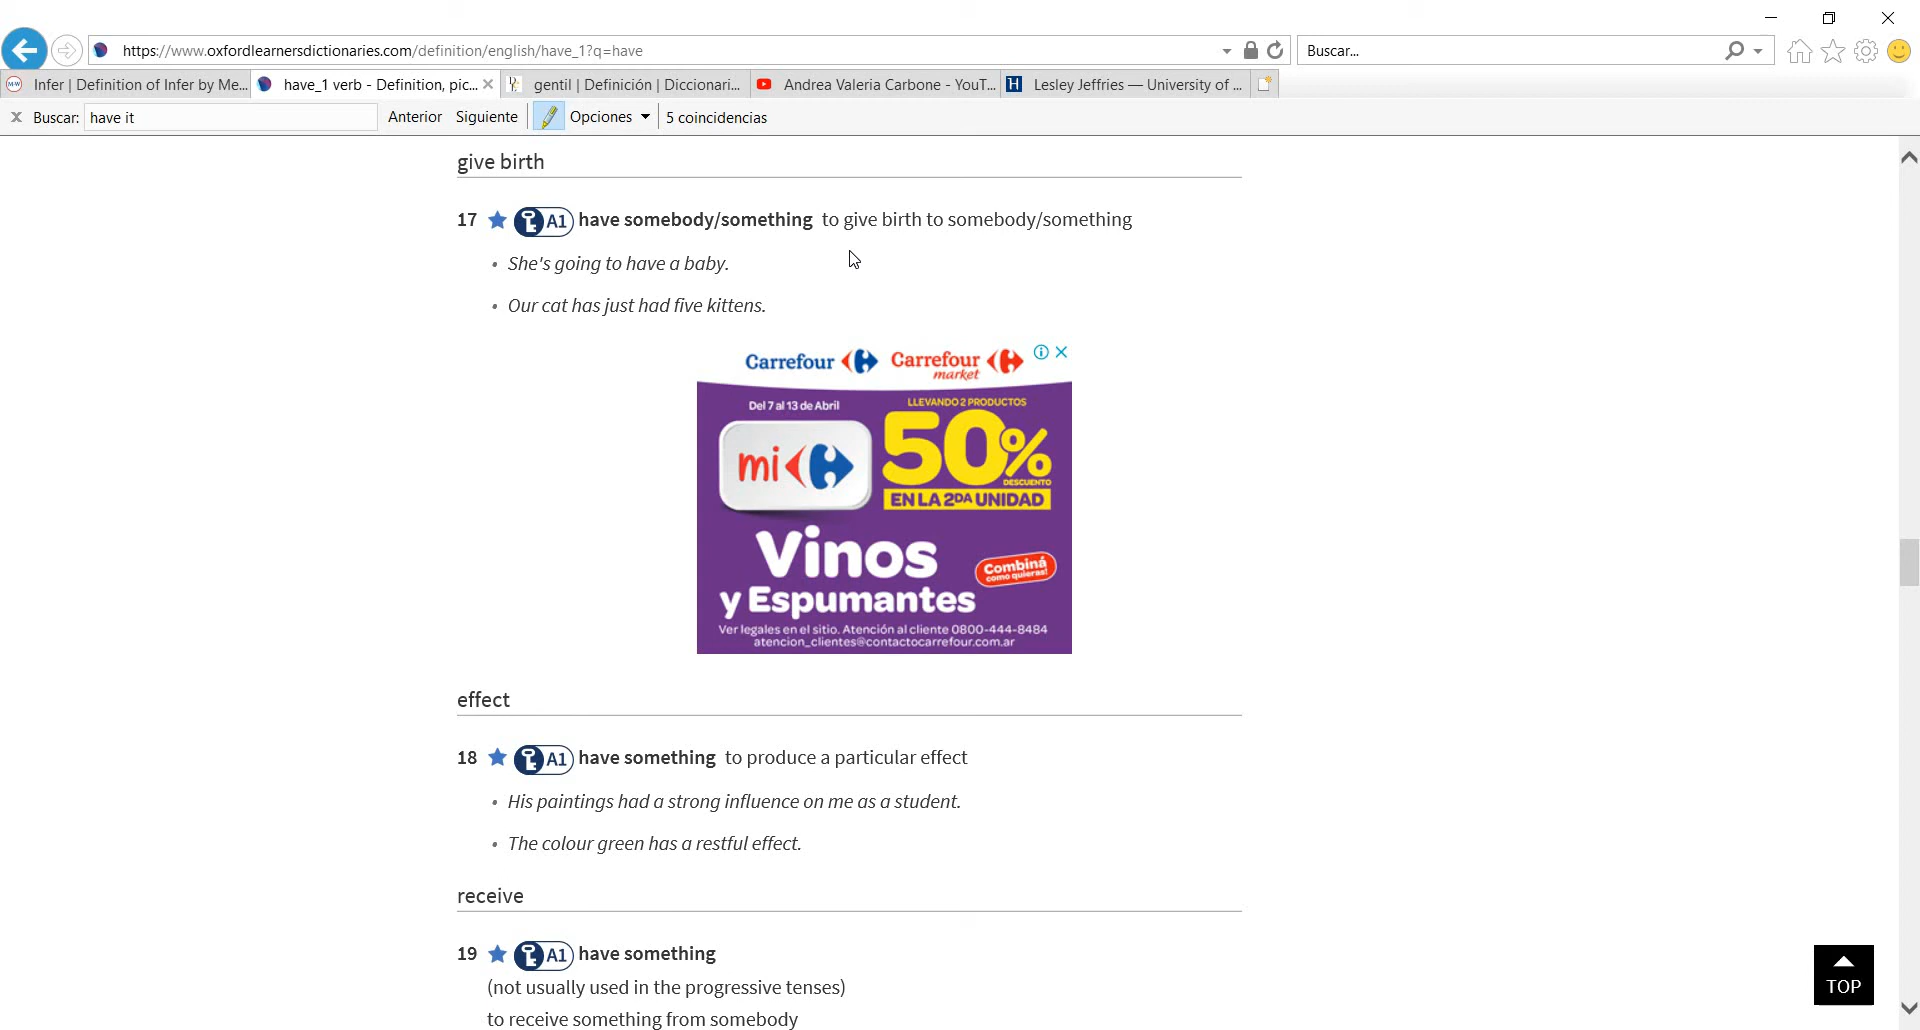 https://www.oxfordlearnersdictionaries.com/definition/english/have_1?q=have
Buscar...
Infer | Definition of Infer by Me...
have_1 verb - Definition, pic...
gentil | Definición | Diccionari...
Andrea Valeria Carbone - YouT...
Lesley Jeffries — University of ...
Buscar: have it Anterior Siguiente Opciones 5 coincidencias
give birth
17 A1 have somebody/something to give birth to somebody/something
• She's going to have a baby.
• Our cat has just had five kittens.
Carrefour Carrefour
market
Del 7 al 13 de Abril
LLEVANDO 2 PRODUCTOS
mi
50%
DESCUENTO
EN LA 2DA UNIDAD
Vinos
y Espumantes
Combiná
como quieras!
Ver legales en el sitio. Atención al cliente 0800-444-8484
atencion_clientes@contactocarrefour.com.ar
effect
18 A1 have something to produce a particular effect
• His paintings had a strong influence on me as a student.
• The colour green has a restful effect.
receive
19 A1 have something
(not usually used in the progressive tenses)
to receive something from somebody
TOP